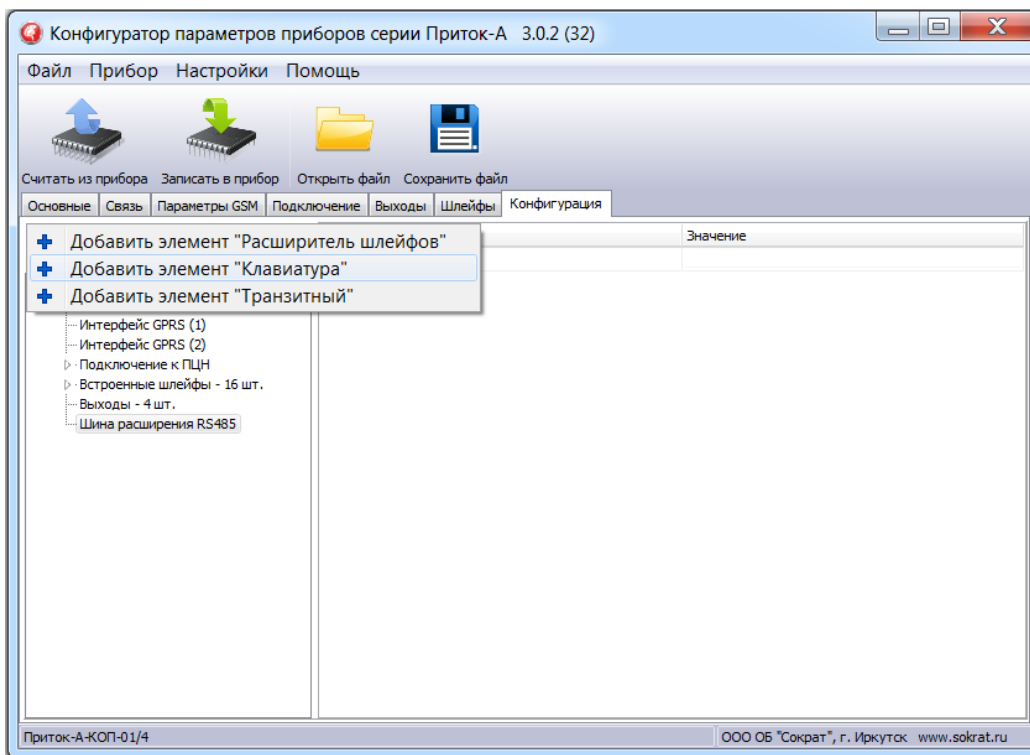 Конфигуратор параметров приборов серии Приток-А 3.0.2 (32)
Файл Прибор Настройки Помощь
Считать из прибора Записать в прибор Открыть файл Сохранить файл
Основные Связь Параметры GSM Подключение Выходы Шлейфы Конфигурация
Значение
Добавить элемент "Расширитель шлейфов"
Добавить элемент "Клавиатура"
Добавить элемент "Транзитный"
Интерфейс GPRS (1)
Интерфейс GPRS (2)
Подключение к ПЦН
Встроенные шлейфы - 16 шт.
Выходы - 4 шт.
Шина расширения RS485
Приток-А-КОП-01/4 ООО ОБ "Сократ", г. Иркутск www.sokrat.ru